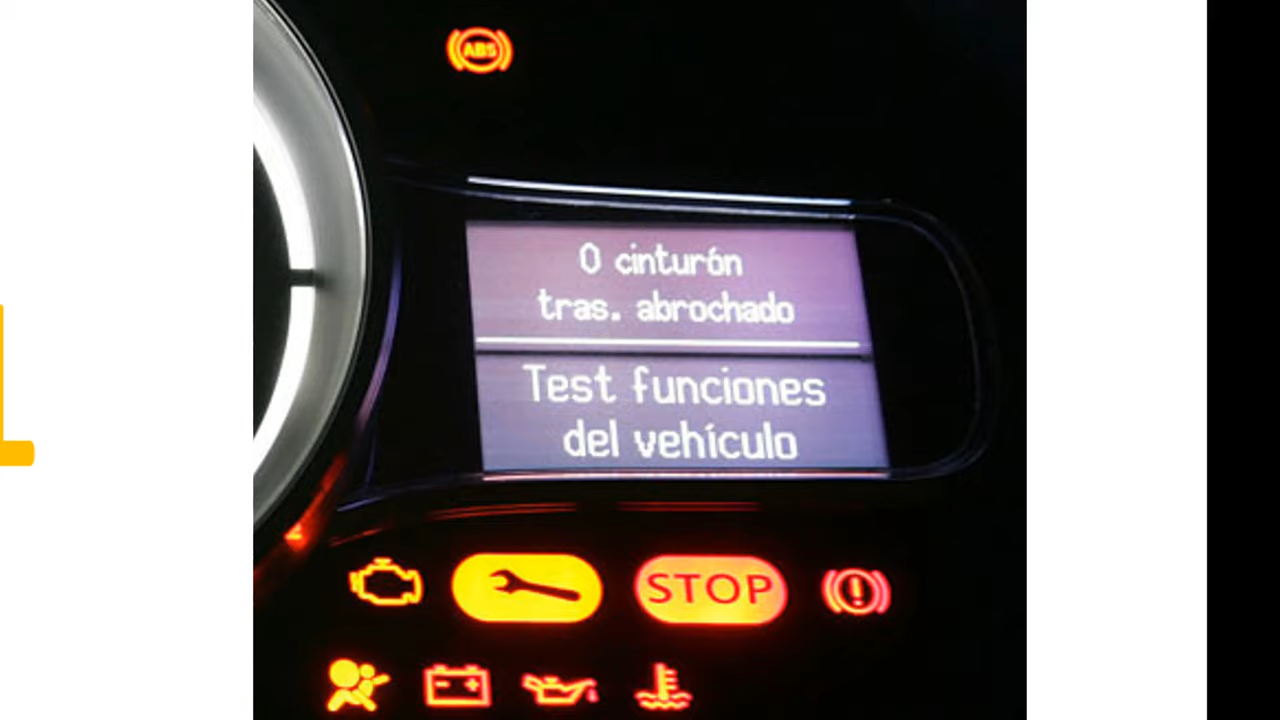 ABS
0 cinturón
tras. abrochado
Test funciones
del vehículo
STOP